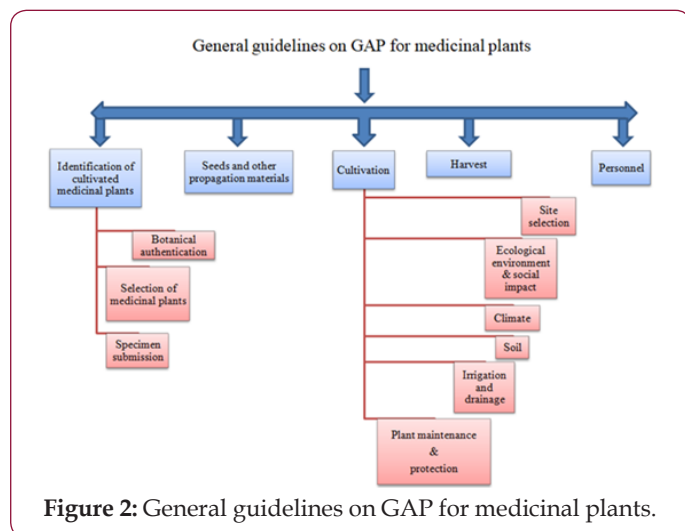 General guidelines on GAP for medicinal plants
Identification of
cultivated
medicinal plants
Seeds and other
propagation materials
Cultivation
Harvest
Personnel
Botanical
authentication
Selection of
medicinal plants
Specimen
submission
Site
selection
Ecological
environment
& social
impact
Climate
Soil
Irrigation
and
drainage
Plant maintenance
&
protection
Figure 2: General guidelines on GAP for medicinal plants.